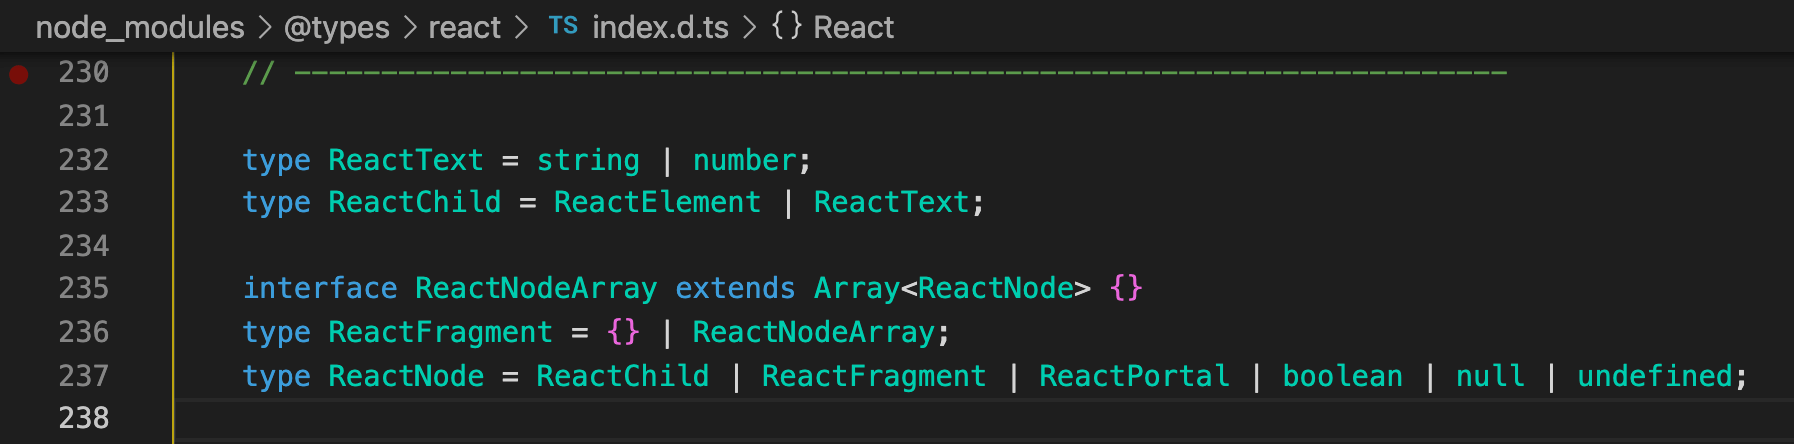 node_modules > @types > react > TS index.d.ts > {} React
230 // ----------------------------------------------------------------------
231
232 type ReactText = string | number;
233 type ReactChild = ReactElement | ReactText;
234
235 interface ReactNodeArray extends Array<ReactNode> {}
236 type ReactFragment = {} | ReactNodeArray;
237 type ReactNode = ReactChild | ReactFragment | ReactPortal | boolean | null | undefined;
238